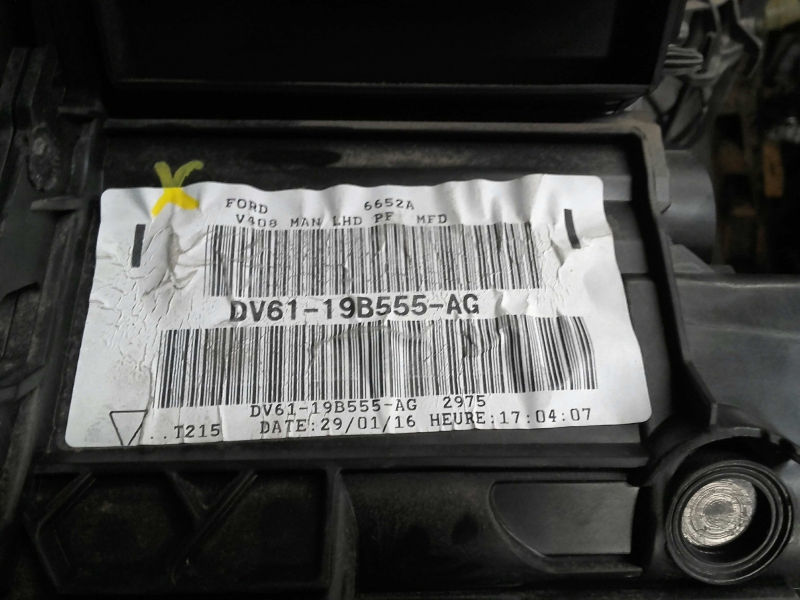 FORD 6652A
V408 MAN LHD PF MFD
DV61-19B555-AG
DV61-19B555-AG 2975
..T215 DATE:29/01/16 HEURE:17:04:07